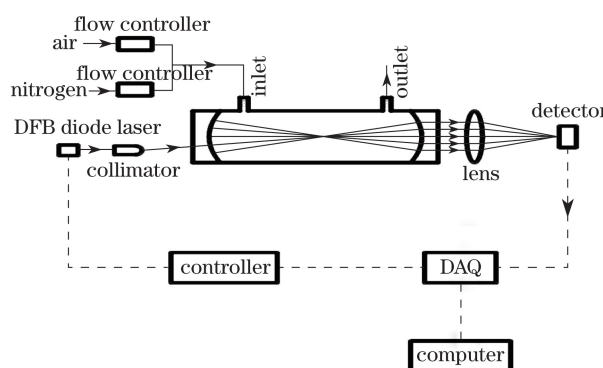 flow controller
air
flow controller
nitrogen
inlet
outlet
DFB diode laser
collimator
lens
detector
controller
DAQ
computer